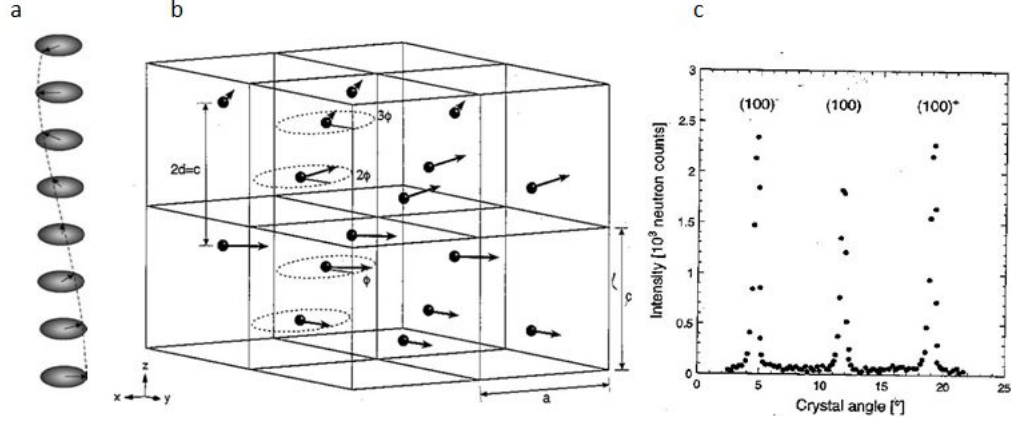 a
b
c
3ϕ
2d=c
2ϕ
ϕ
c
a
z
x
y
3
2.5
2
1.5
1
0.5
0
Intensity [10³ neutron counts]
(100)⁻
(100)
(100)⁺
0
5
10
15
20
25
Crystal angle [°]